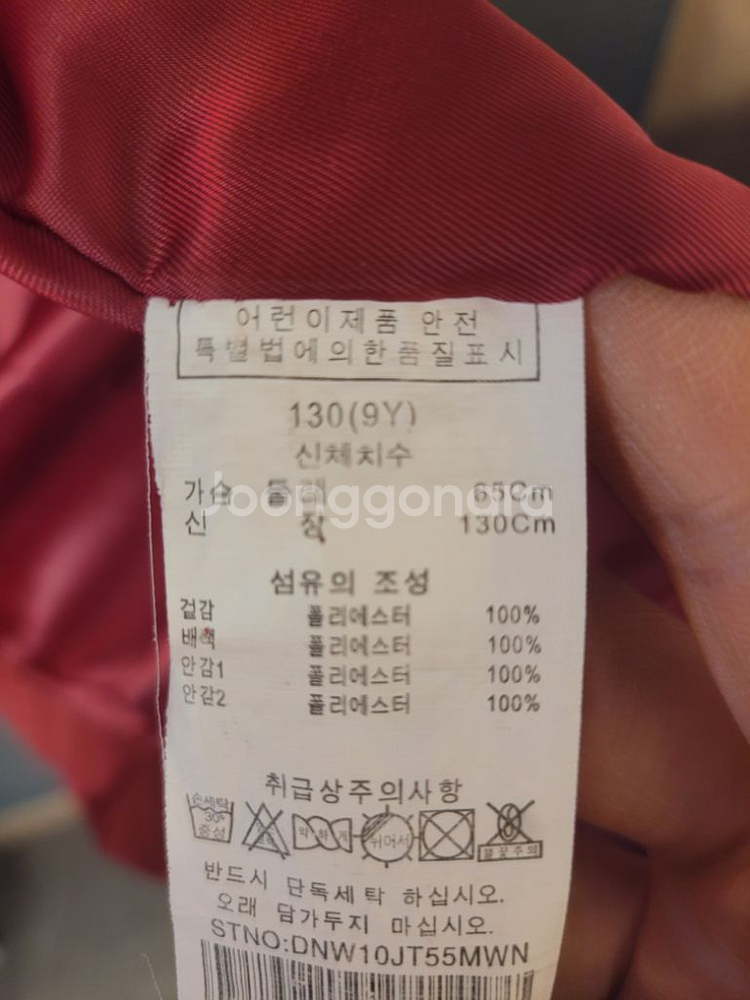 어린이제품 안전
특별법에의한품질표시
130(9Y)
신체치수
가슴 둘레 65Cm
신 장 130Cm
Joonggonara
섬유의 조성
겉감 폴리에스터 100%
배색 폴리에스터 100%
안감1 폴리에스터 100%
안감2 폴리에스터 100%
취급상주의사항
손세탁 30° 중성
약하게
뉘어서
불꽃주의
반드시 단독세탁 하십시오.
오래 담가두지 마십시오.
STNO:DNW10JT55MWN